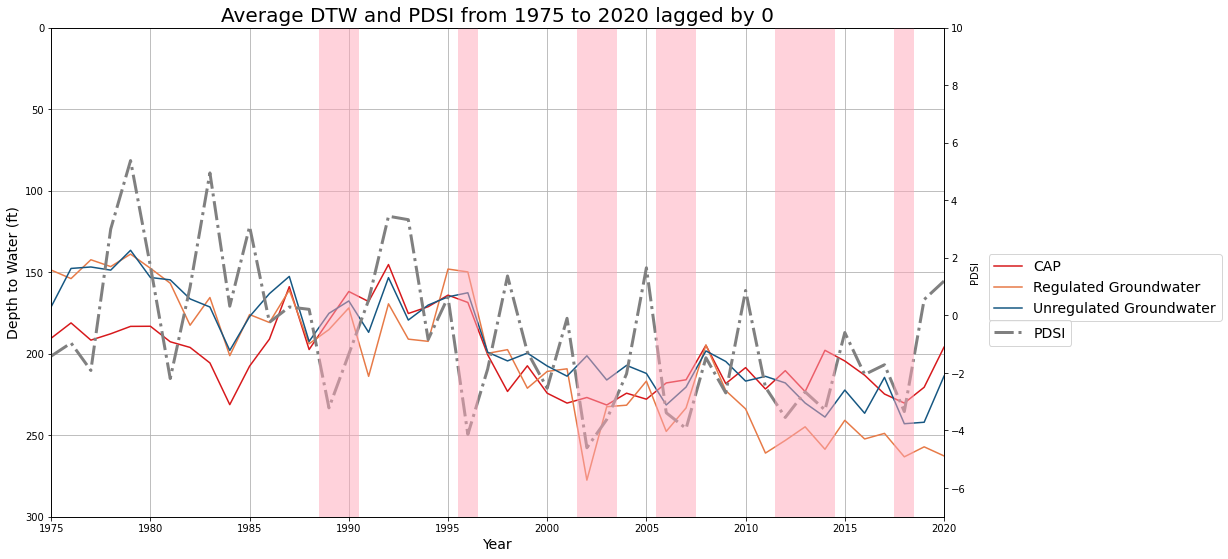 Average DTW and PDSI from 1975 to 2020 lagged by 0
0
50
100
150
200
250
300
Depth to Water (ft)
10
8
6
4
2
0
−2
−4
−6
PDSI
1975 1980 1985 1990 1995 2000 2005 2010 2015 2020
Year
CAP
Regulated Groundwater
Unregulated Groundwater
PDSI